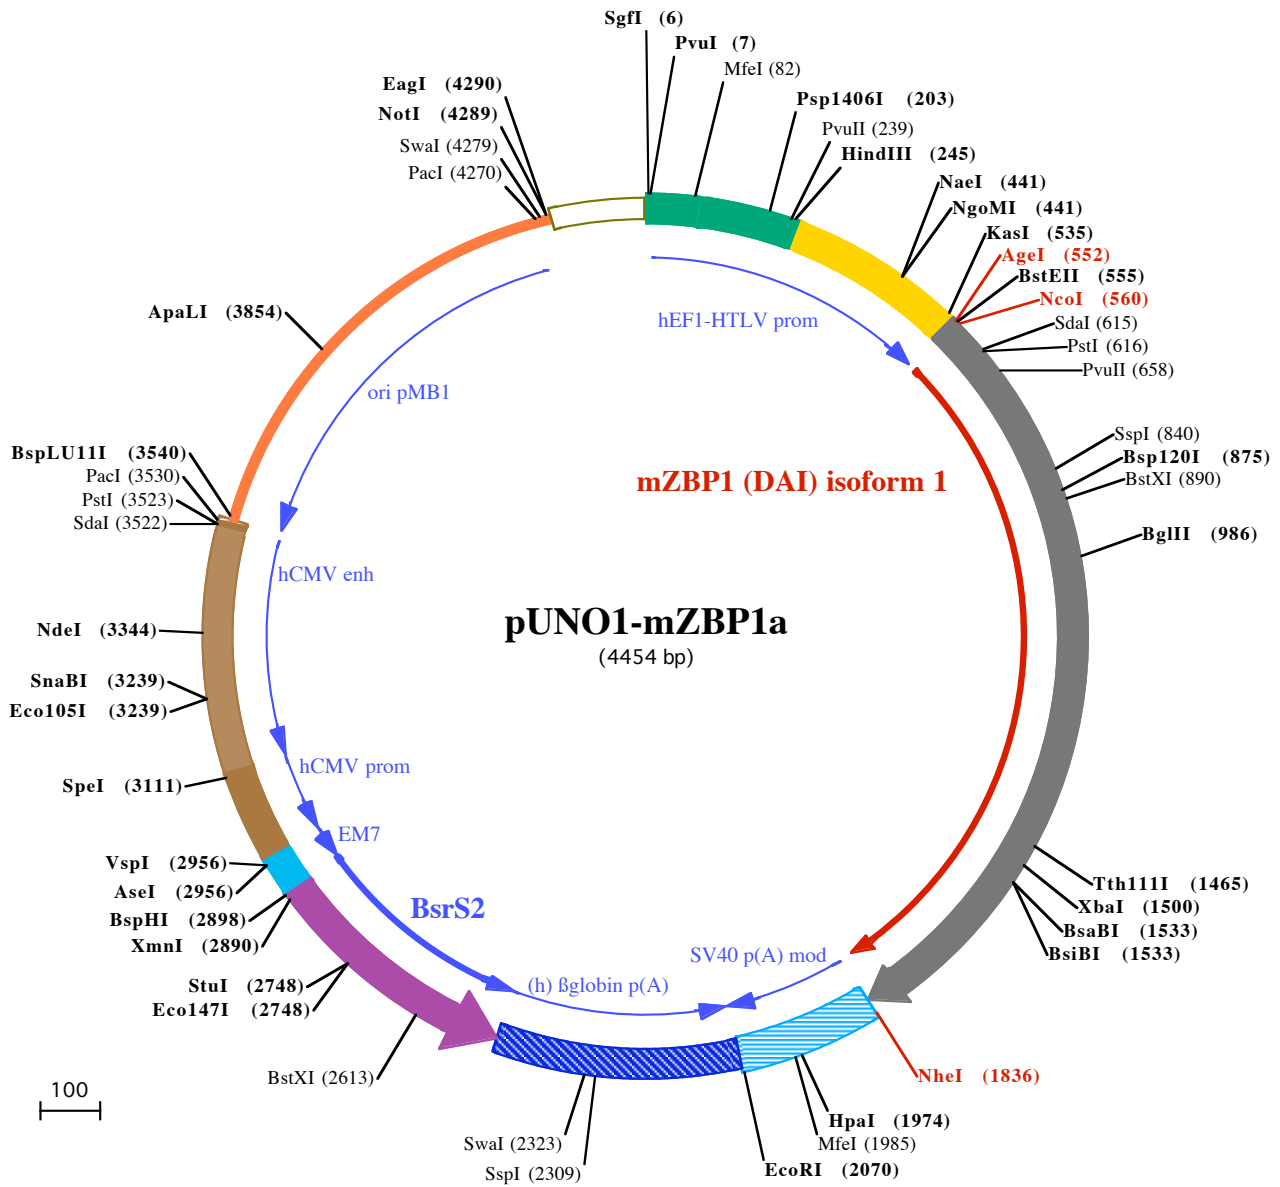 SgfI (6)
PvuI (7)
MfeI (82)
EagI (4290)
Psp1406I (203)
NotI (4289)
PvuII (239)
SwaI (4279)
HindIII (245)
PacI (4270)
NaeI (441)
NgoMI (441)
KasI (535)
AgeI (552)
BstEII (555)
NcoI (560)
ApaLI (3854)
hEF1-HTLV prom
SdaI (615)
PstI (616)
PvuII (658)
ori pMB1
SspI (840)
BspLU11I (3540)
Bsp120I (875)
PacI (3530)
mZBP1 (DAI) isoform 1
BstXI (890)
PstI (3523)
SdaI (3522)
BglII (986)
hCMV enh
pUNO1-mZBP1a
NdeI (3344)
(4454 bp)
SnaBI (3239)
Eco105I (3239)
hCMV prom
SpeI (3111)
EM7
VspI (2956)
Tth111I (1465)
AseI (2956)
BsrS2
XbaI (1500)
BspHI (2898)
BsaBI (1533)
XmnI (2890)
BsiBI (1533)
SV40 p(A) mod
StuI (2748)
(h) ßglobin p(A)
Eco147I (2748)
BstXI (2613)
NheI (1836)
100
HpaI (1974)
SwaI (2323)
MfeI (1985)
SspI (2309)
EcoRI (2070)